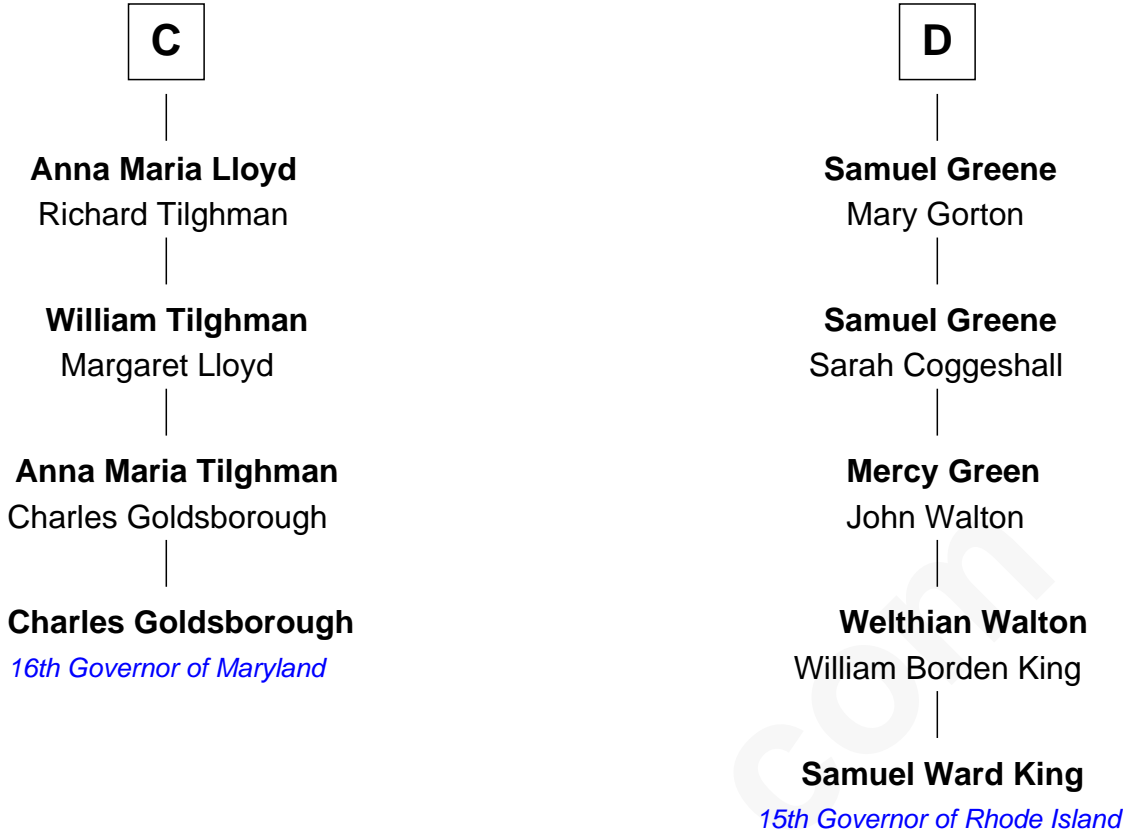 C
Anna Maria Lloyd
Richard Tilghman
William Tilghman
Margaret Lloyd
Anna Maria Tilghman
Charles Goldsborough
Charles Goldsborough
16th Governor of Maryland
D
Samuel Greene
Mary Gorton
Samuel Greene
Sarah Coggeshall
Mercy Green
John Walton
Welthian Walton
William Borden King
Samuel Ward King
15th Governor of Rhode Island
com